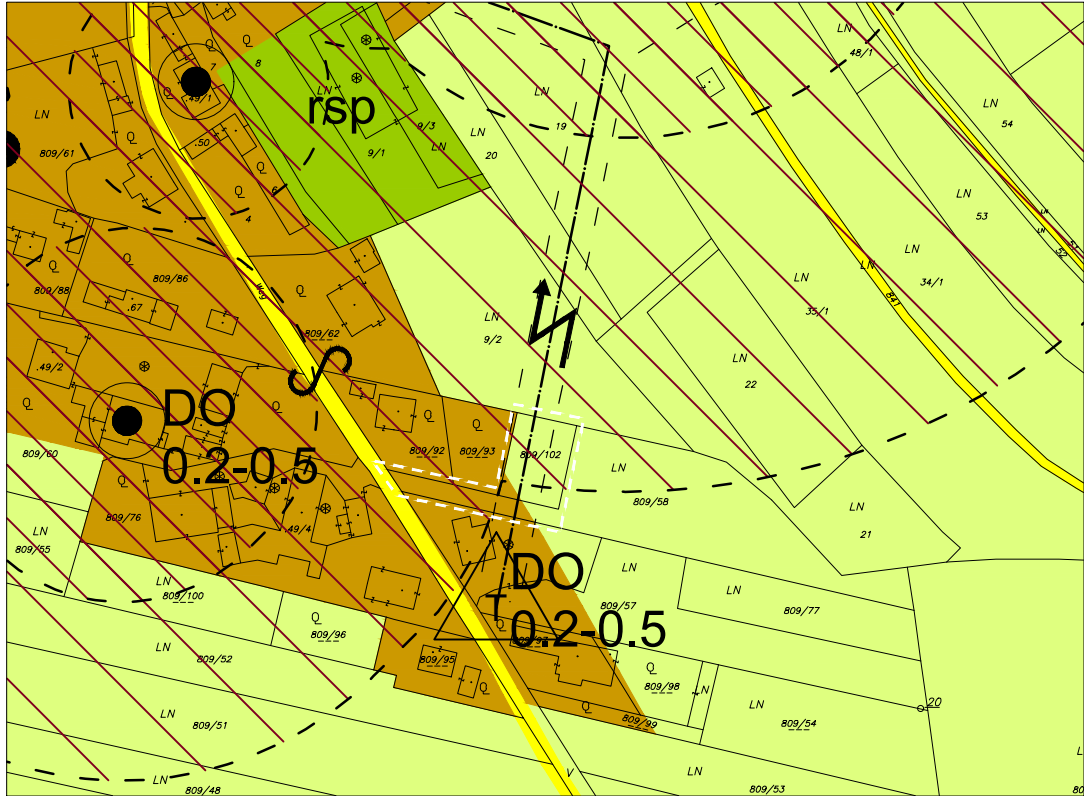 LN
48/1
LN
54
LN
53
LN
LN
51
52
LN
34/1
LN
841
LN
35/1
LN
19
LN
20
LN
9/3
LN
9/1
rsp
Q
Q
8
7
Q
.49/1
.50
Q
6
Q
4
LN
809/61
Q
809/88
Q
809/86
.67
Q
809/62
Weg
LN
9/2
LN
22
.49/2
DO
0.2-0.5
Q
Q
809/92
Q
809/93
809/102
LN
809/58
LN
21
809/60
Q
809/76
.49/4
LN
809/55
DO
0.2-0.5
T
LN
809/57
LN
809/77
LN
809/100
Q
809/96
LN
809/52
809/95
Q
Q
809/98
LN
809/54
20
Q
809/99
LN
809/51
LN
809/48
V
LN
809/53